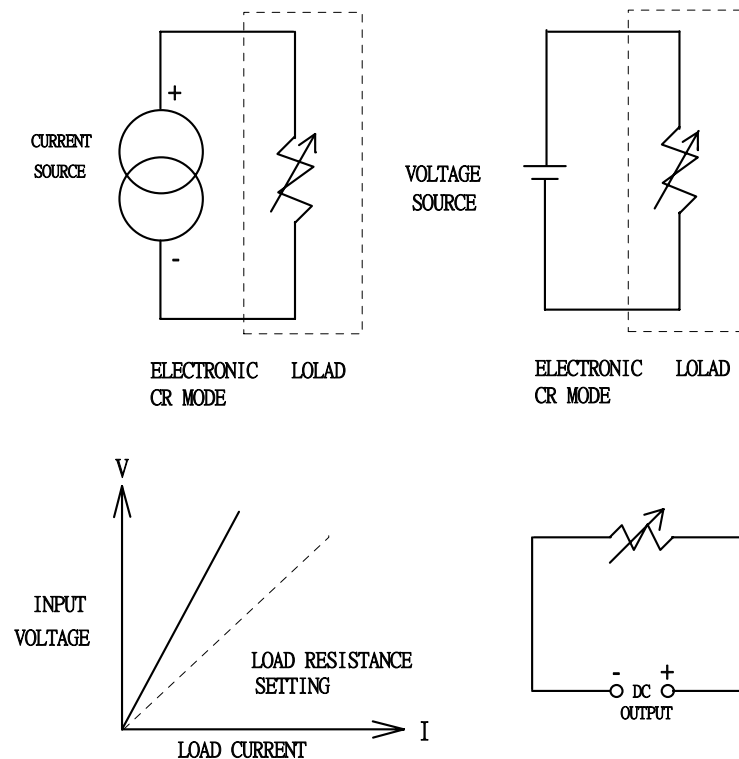 +
CURRENT
SOURCE
-
ELECTRONIC LOLAD
CR MODE
VOLTAGE
SOURCE
ELECTRONIC LOLAD
CR MODE
V
INPUT
VOLTAGE
LOAD RESISTANCE
SETTING
I
LOAD CURRENT
- +
DC
OUTPUT